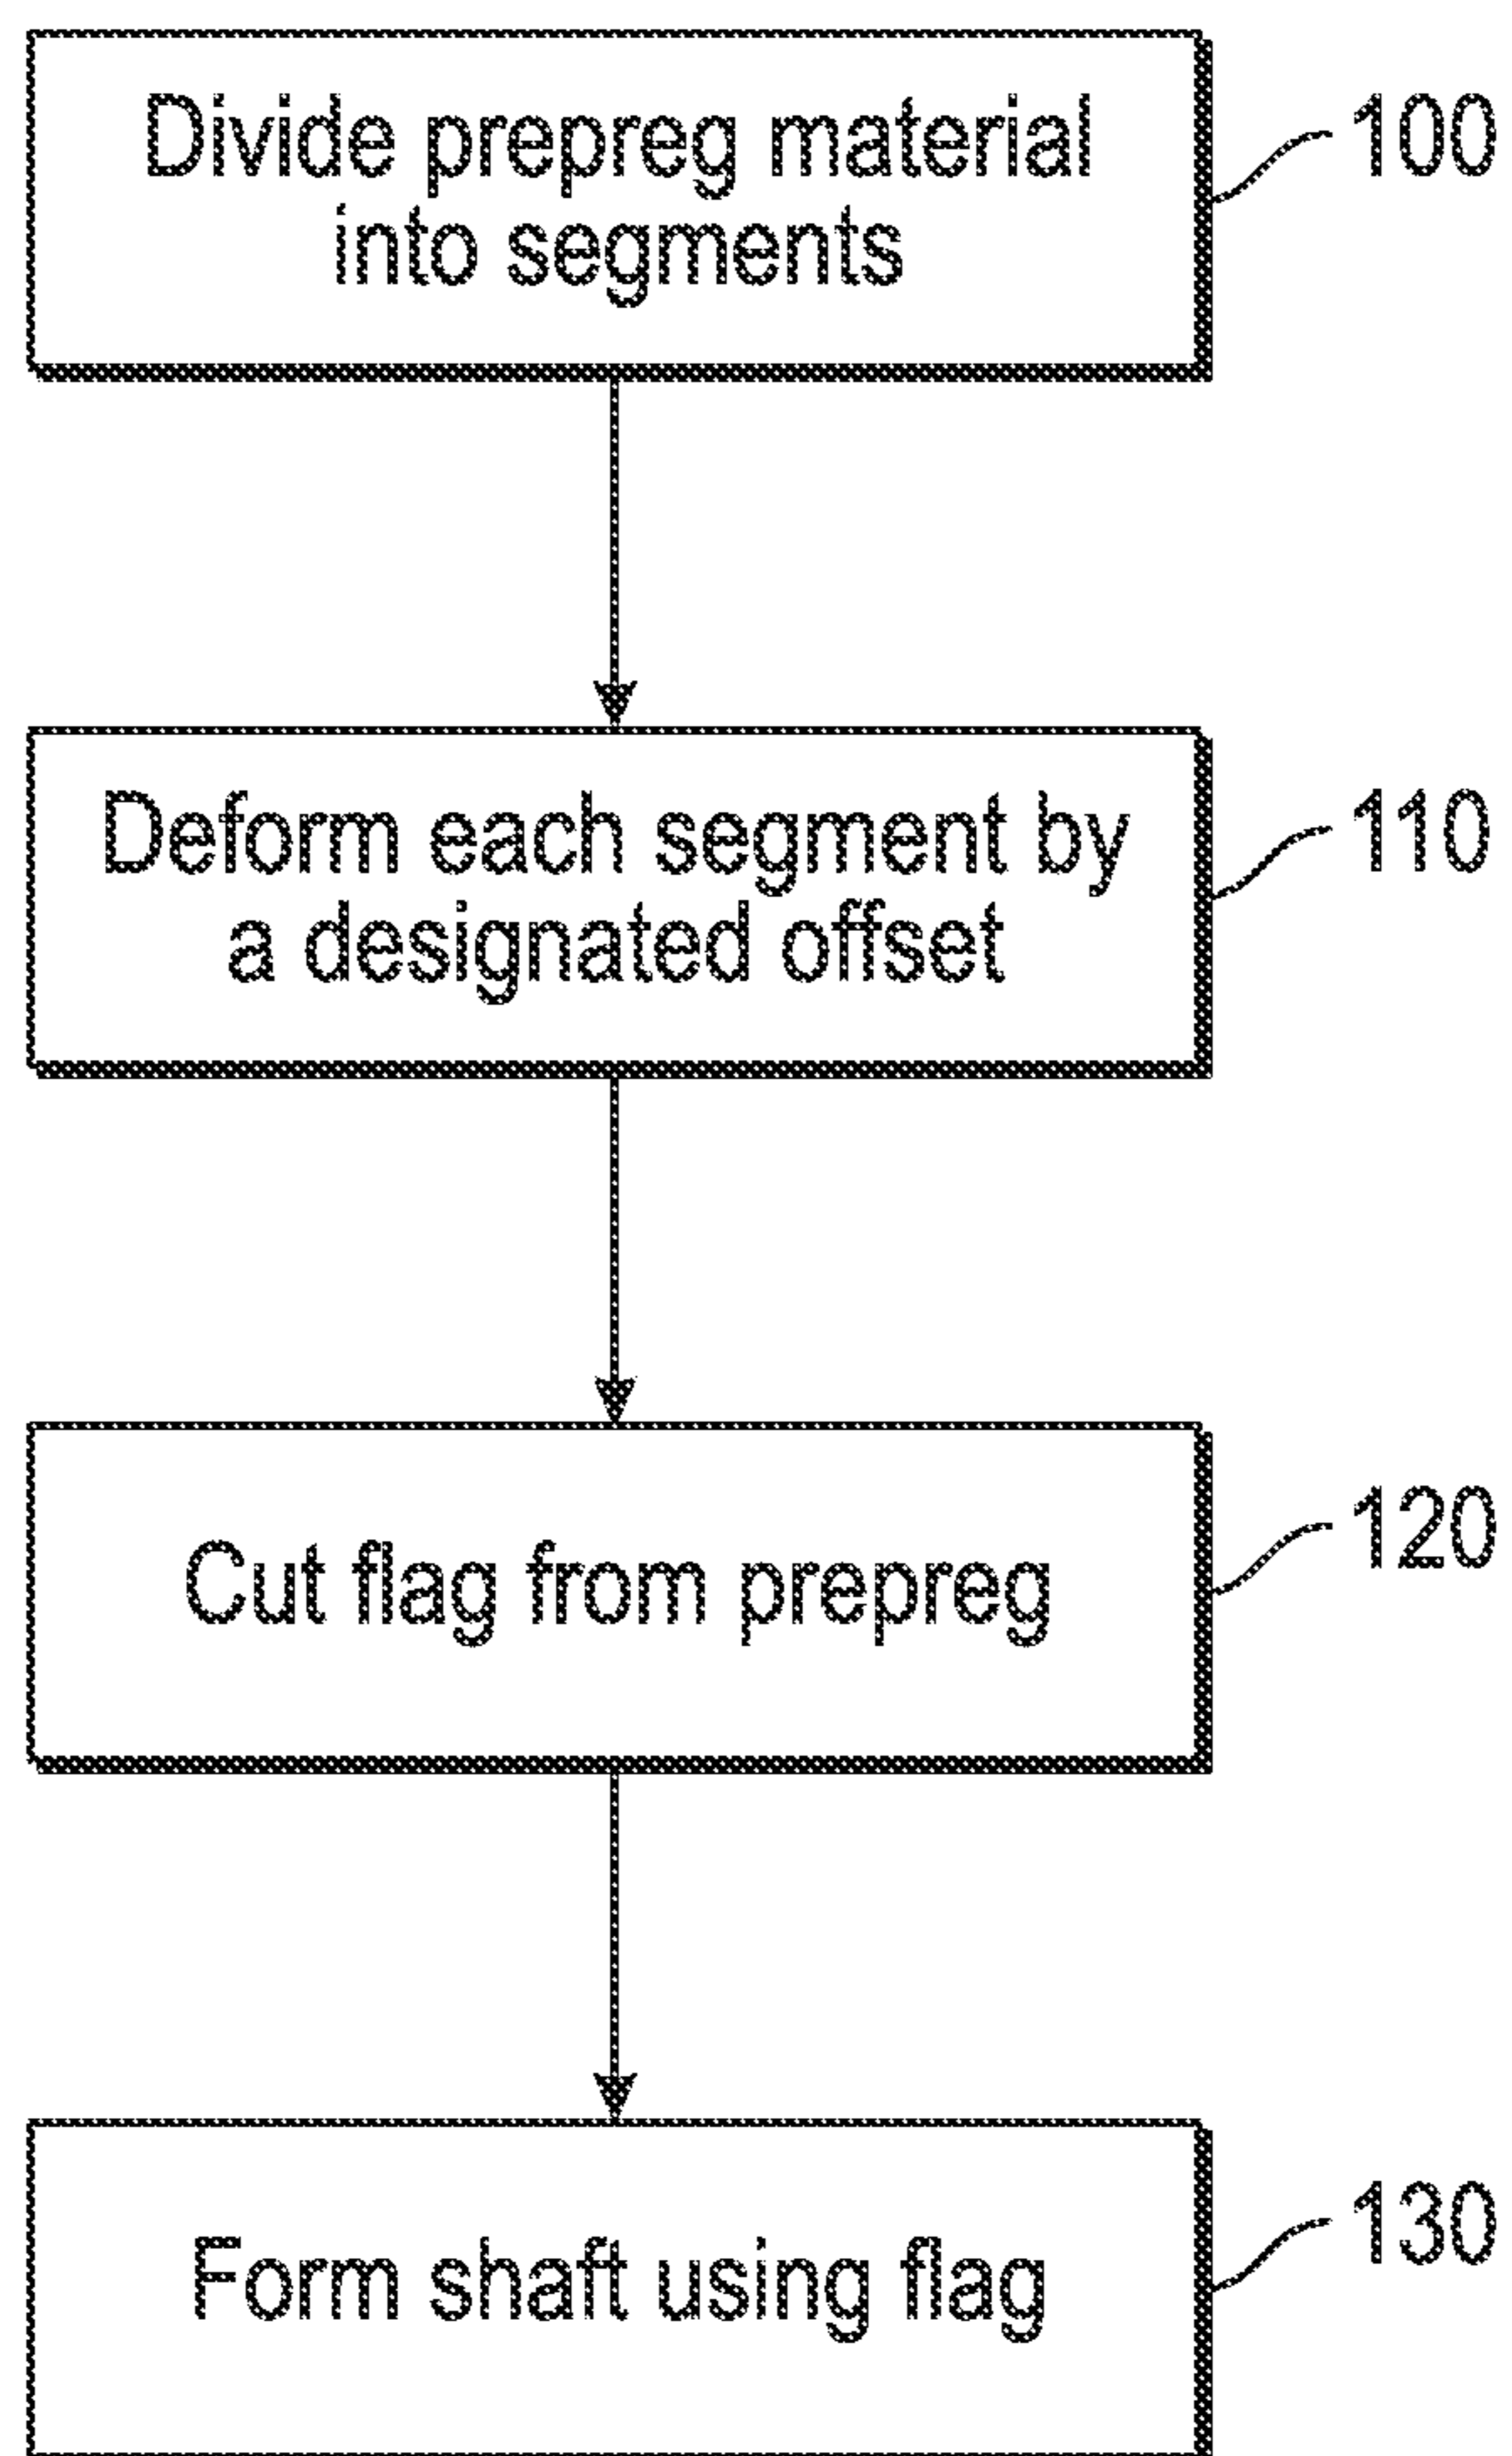 Divide prepreg material
into segments
100
Deform each segment by
a designated offset
110
Cut flag from prepreg
120
Form shaft using flag
130